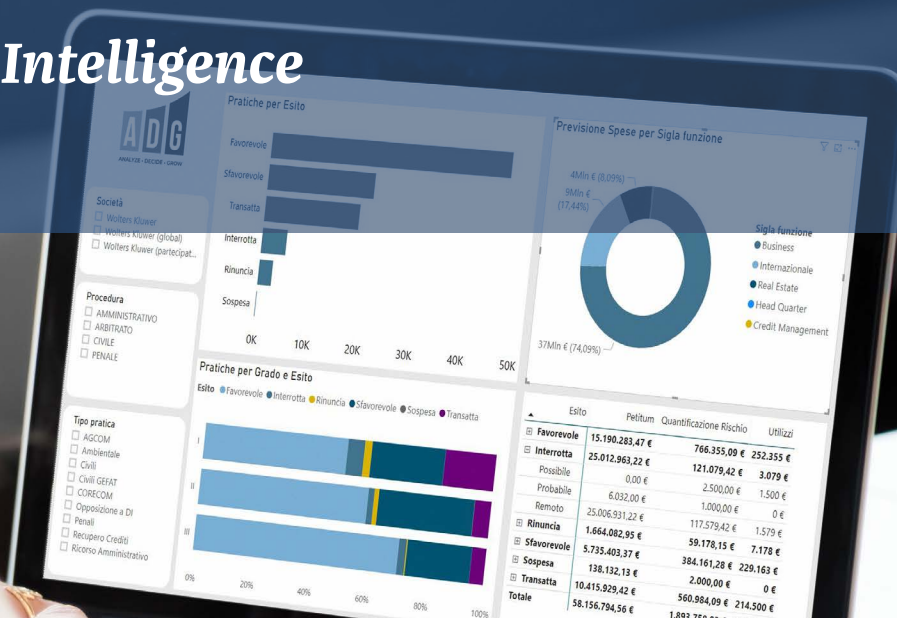 Intelligence
ADG
ANALYZE - DECIDE - GROW
Società
Wolters Kluwer
Wolters Kluwer (global)
Wolters Kluwer (partecipat...
Procedura
AMMINISTRATIVO
ARBITRATO
CIVILE
PENALE
Tipo pratica
AGCOM
Ambientale
Civili
Civili GEFAT
CORECOM
Opposizione a DI
Penali
Recupero Crediti
Ricorso Amministrativo
Pratiche per Esito
Favorevole
Sfavorevole
Transatta
Interrotta
Rinuncia
Sospesa
0K 10K 20K 30K 40K 50K
Pratiche per Grado e Esito
Esito Favorevole Interrotta Rinuncia Sfavorevole Sospesa Transatta
I
II
III
0% 20% 40% 60% 80% 100%
Previsione Spese per Sigla funzione
4Mln € (8,09%)
9Mln €
(17,44%)
37Mln € (74,09%)
Sigla funzione
Business
Internazionale
Real Estate
Head Quarter
Credit Management
Esito Petitum Quantificazione Rischio Utilizzi
Favorevole 15.190.283,47 € 766.355,09 € 252.355 €
Interrotta 25.012.963,22 € 121.079,42 € 3.079 €
Possibile 0,00 € 2.500,00 € 1.500 €
Probabile 6.032,00 € 1.000,00 € 0 €
Remoto 25.006.931,22 € 117.579,42 € 1.579 €
Rinuncia 1.664.082,95 € 59.178,15 € 7.178 €
Sfavorevole 5.735.403,37 € 384.161,28 € 229.163 €
Sospesa 138.132,13 € 2.000,00 € 0 €
Transatta 10.415.929,42 € 560.984,09 € 214.500 €
Totale 58.156.794,56 €